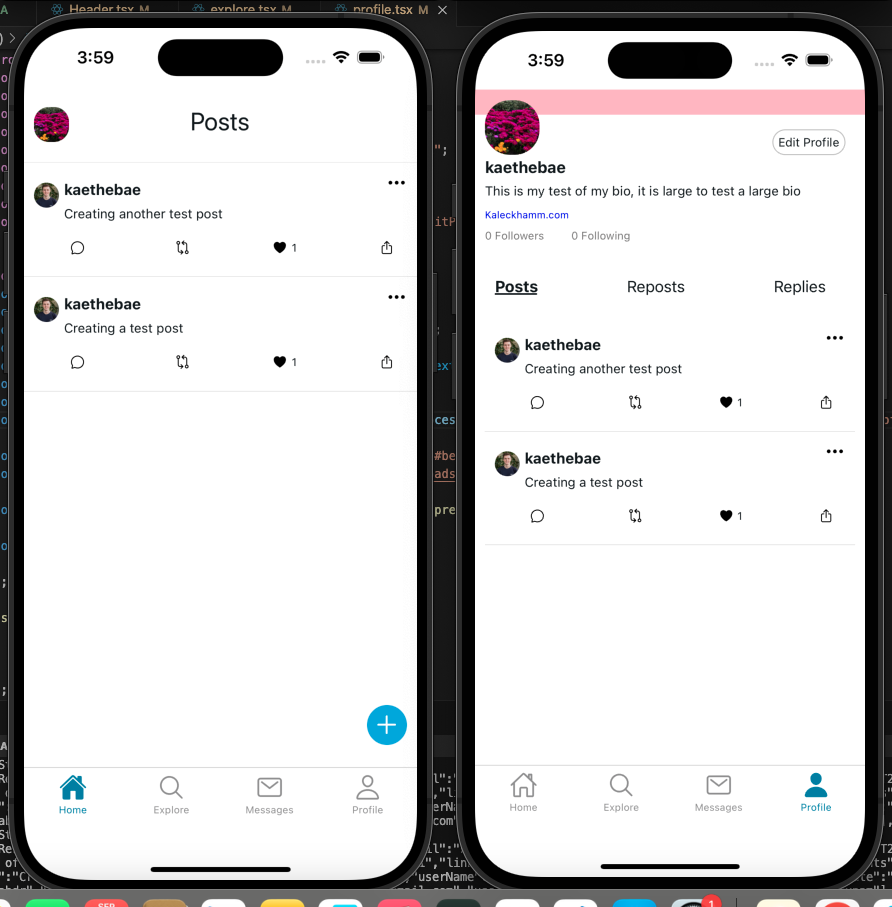 Header.tsx M
explore.tsx M
profile.tsx M
3:59
Posts
kaethebae
Creating another test post
1
kaethebae
Creating a test post
1
Home
Explore
Messages
Profile
3:59
Edit Profile
kaethebae
This is my test of my bio, it is large to test a large bio
Kaleckhamm.com
0 Followers
0 Following
Posts
Reposts
Replies
kaethebae
Creating another test post
1
kaethebae
Creating a test post
1
Home
Explore
Messages
Profile
SEP
1